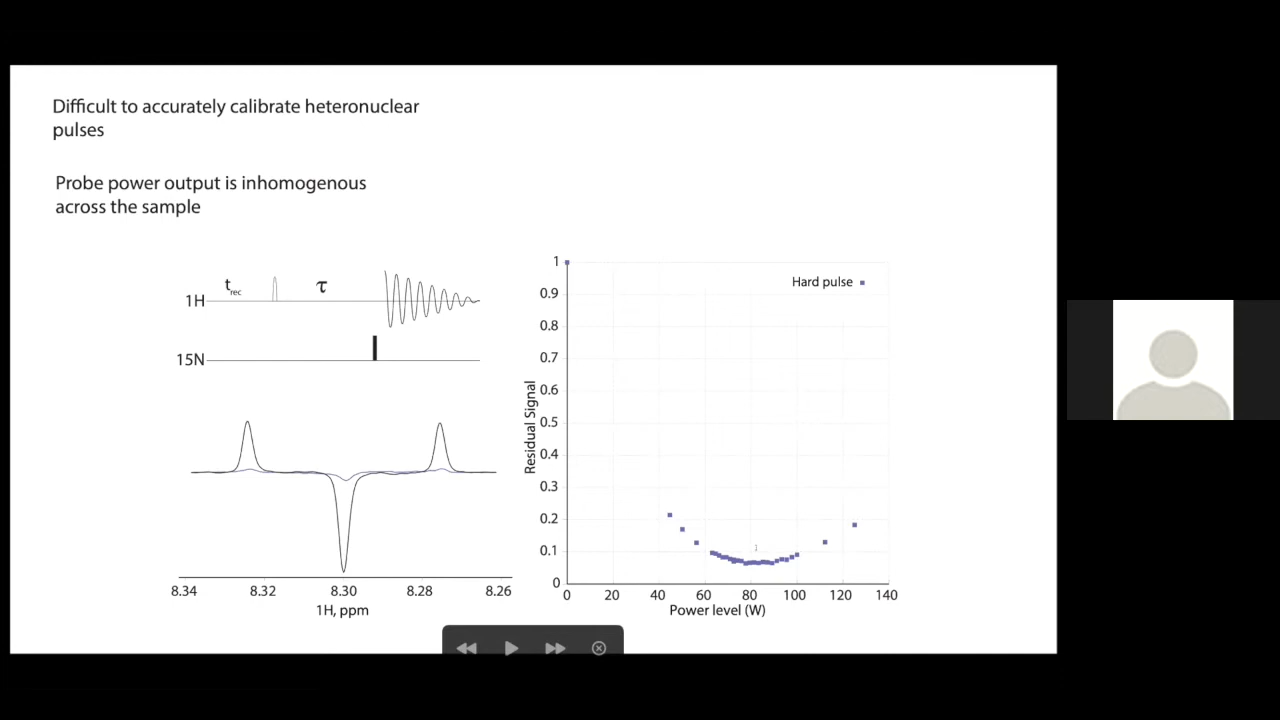 Difficult to accurately calibrate heteronuclear
pulses
Probe power output is inhomogenous
across the sample
trec
τ
1H
15N
8.34 8.32 8.30 8.28 8.26
1H, ppm
Hard pulse
1
0.9
0.8
0.7
0.6
0.5
0.4
0.3
0.2
0.1
0
Residual Signal
0 20 40 60 80 100 120 140
Power level (W)